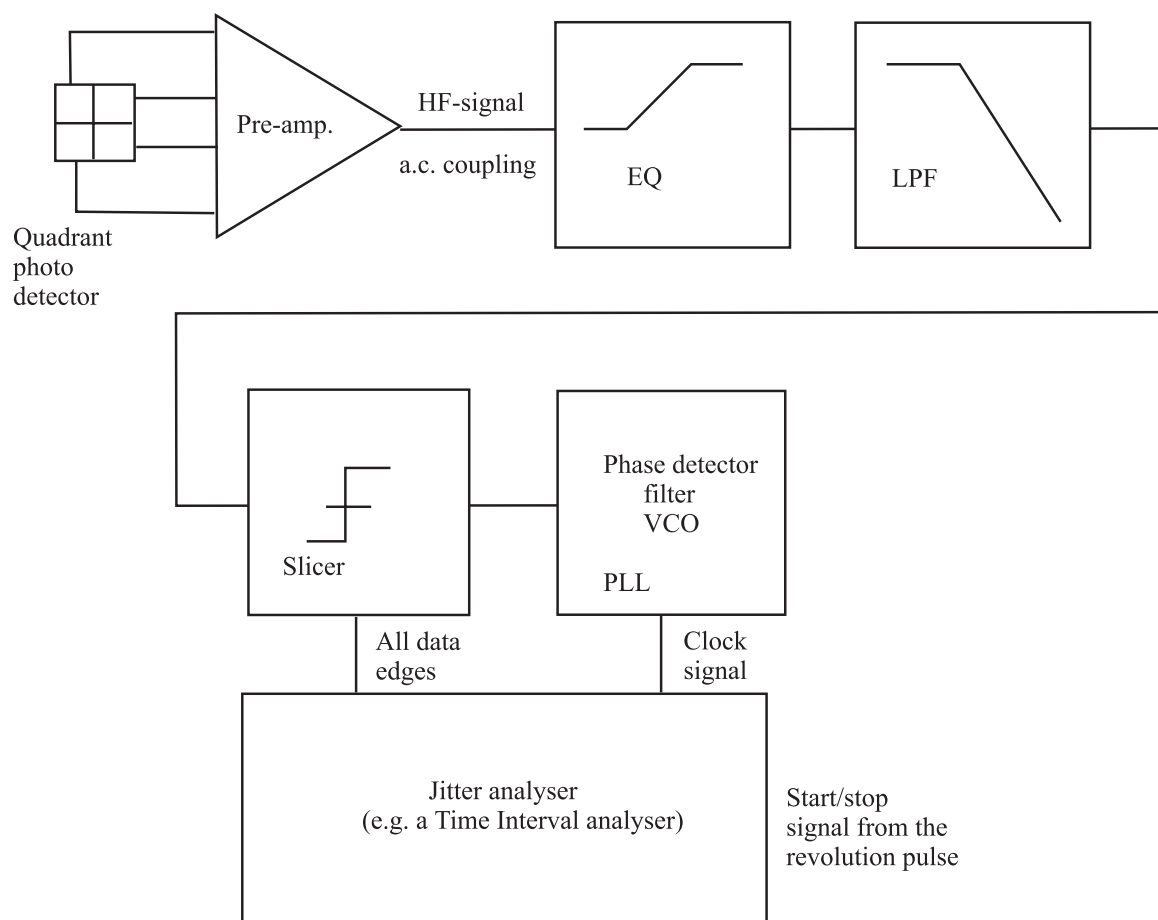 Pre-amp.
HF-signal
a.c. coupling
EQ
LPF
Quadrant
photo
detector
Slicer
Phase detector
filter
VCO
PLL
All data
edges
Clock
signal
Jitter analyser
(e.g. a Time Interval analyser)
Start/stop
signal from the
revolution pulse